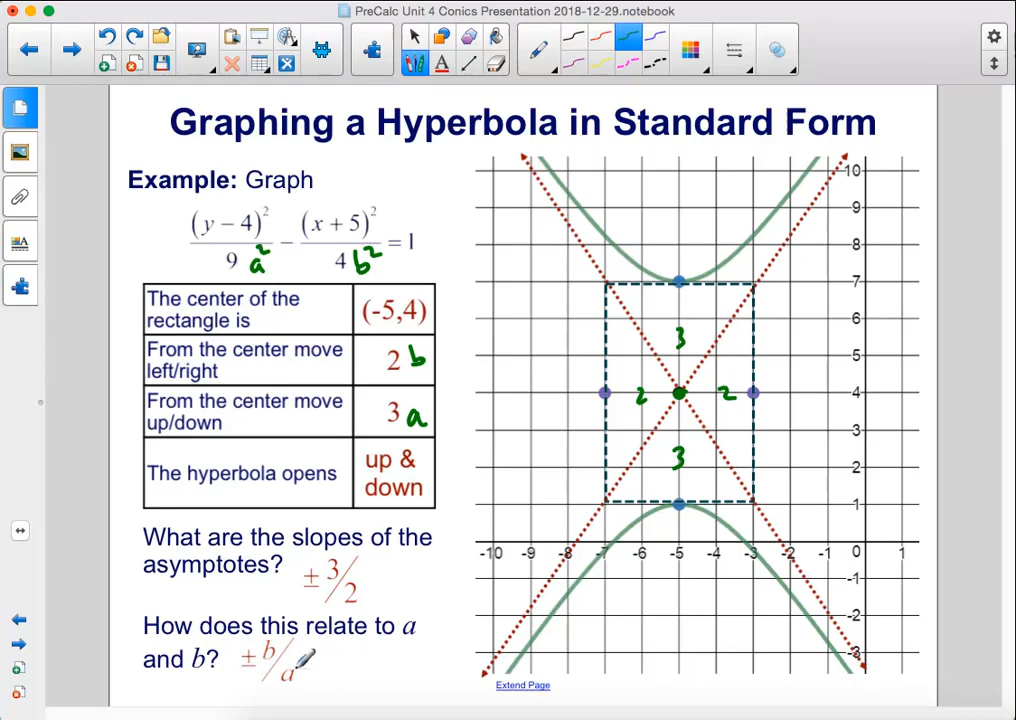 PreCalc Unit 4 Conics Presentation 2018-12-29.notebook
Graphing a Hyperbola in Standard Form
Example: Graph
(y − 4)² / 9 a² − (x + 5)² / 4 b² = 1
The center of the
rectangle is
(-5,4)
From the center move
left/right
2 b
From the center move
up/down
3 a
The hyperbola opens
up &
down
What are the slopes of the
asymptotes? ± 3/2
How does this relate to a
and b? ± b/a
10
9
8
7
6
5
4
3
2
1
-10 -9 -8 -7 -6 -5 -4 -3 -2 -1 0 1
-1
-2
-3
3
2 2
3
Extend Page